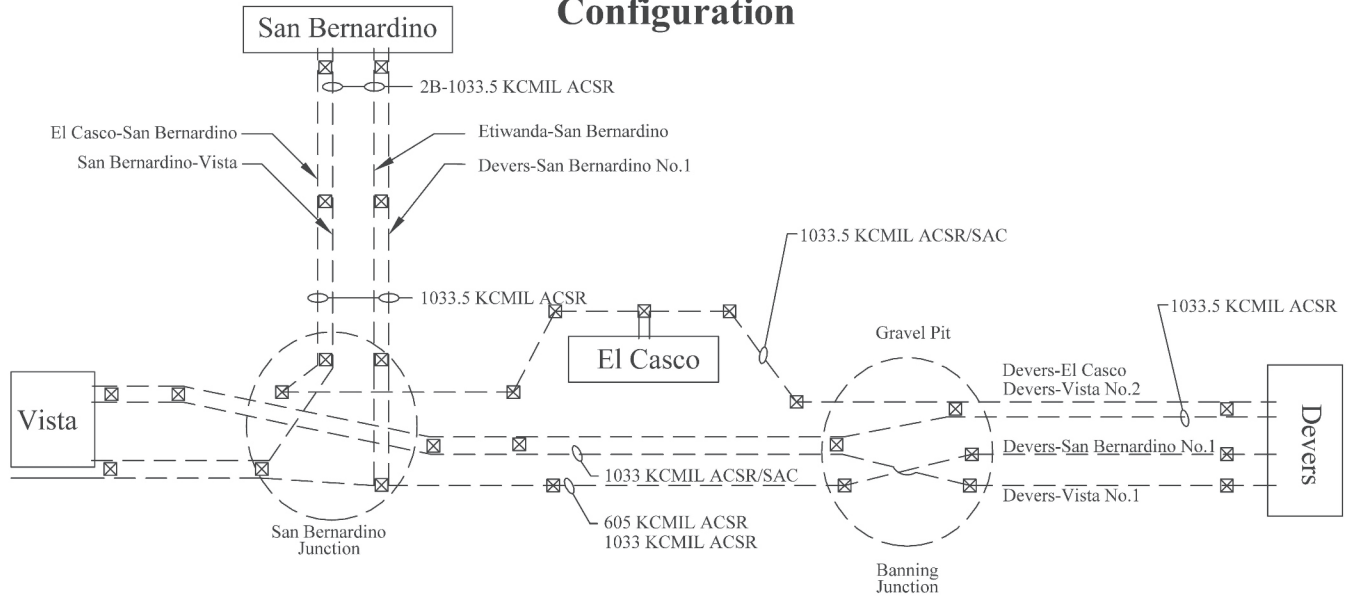 Configuration
San Bernardino
2B-1033.5 KCMIL ACSR
El Casco-San Bernardino
Etiwanda-San Bernardino
San Bernardino-Vista
Devers-San Bernardino No.1
1033.5 KCMIL ACSR/SAC
1033.5 KCMIL ACSR
1033.5 KCMIL ACSR
Gravel Pit
El Casco
Devers-El Casco
Devers-Vista No.2
Vista
Devers
Devers-San Bernardino No.1
1033 KCMIL ACSR/SAC
Devers-Vista No.1
605 KCMIL ACSR
1033 KCMIL ACSR
San Bernardino
Junction
Banning
Junction